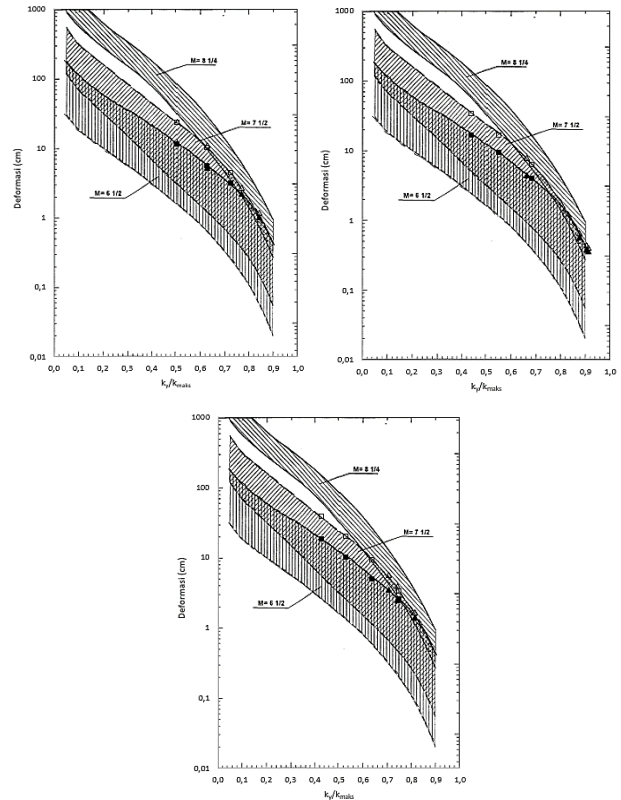 1000
100
10
1
0,1
0,01
Deformasi (cm)
M= 8 1/4
M= 7 1/2
M= 6 1/2
0,0 0,1 0,2 0,3 0,4 0,5 0,6 0,7 0,8 0,9 1,0
ky/kmaks
1000
100
10
1
0,1
0,01
Deformasi (cm)
M= 8 1/4
M= 7 1/2
M= 6 1/2
0,0 0,1 0,2 0,3 0,4 0,5 0,6 0,7 0,8 0,9 1,0
ky/kmaks
1000
100
10
1
0,1
0,01
Deformasi (cm)
M= 8 1/4
M= 7 1/2
M= 6 1/2
0,0 0,1 0,2 0,3 0,4 0,5 0,6 0,7 0,8 0,9 1,0
ky/kmaks